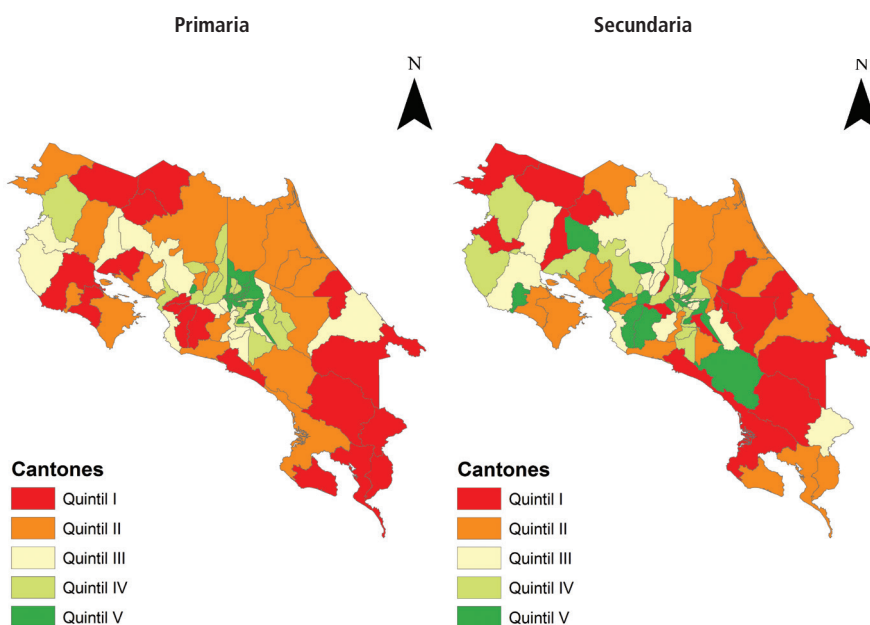 Primaria
N
Cantones
Quintil I
Quintil II
Quintil III
Quintil IV
Quintil V
Secundaria
N
Cantones
Quintil I
Quintil II
Quintil III
Quintil IV
Quintil V